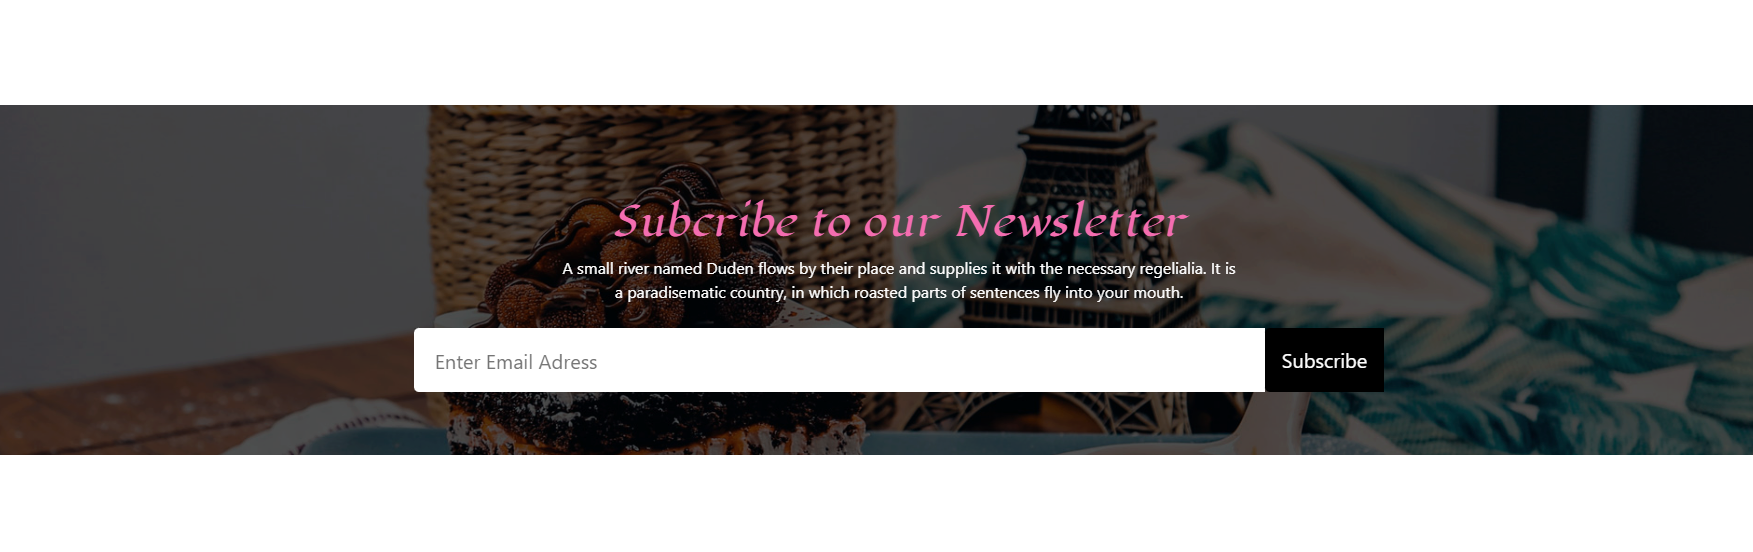 Subcribe to our Newsletter
A small river named Duden flows by their place and supplies it with the necessary regelialia. It is
a paradisematic country, in which roasted parts of sentences fly into your mouth.
Enter Email Adress
Subscribe